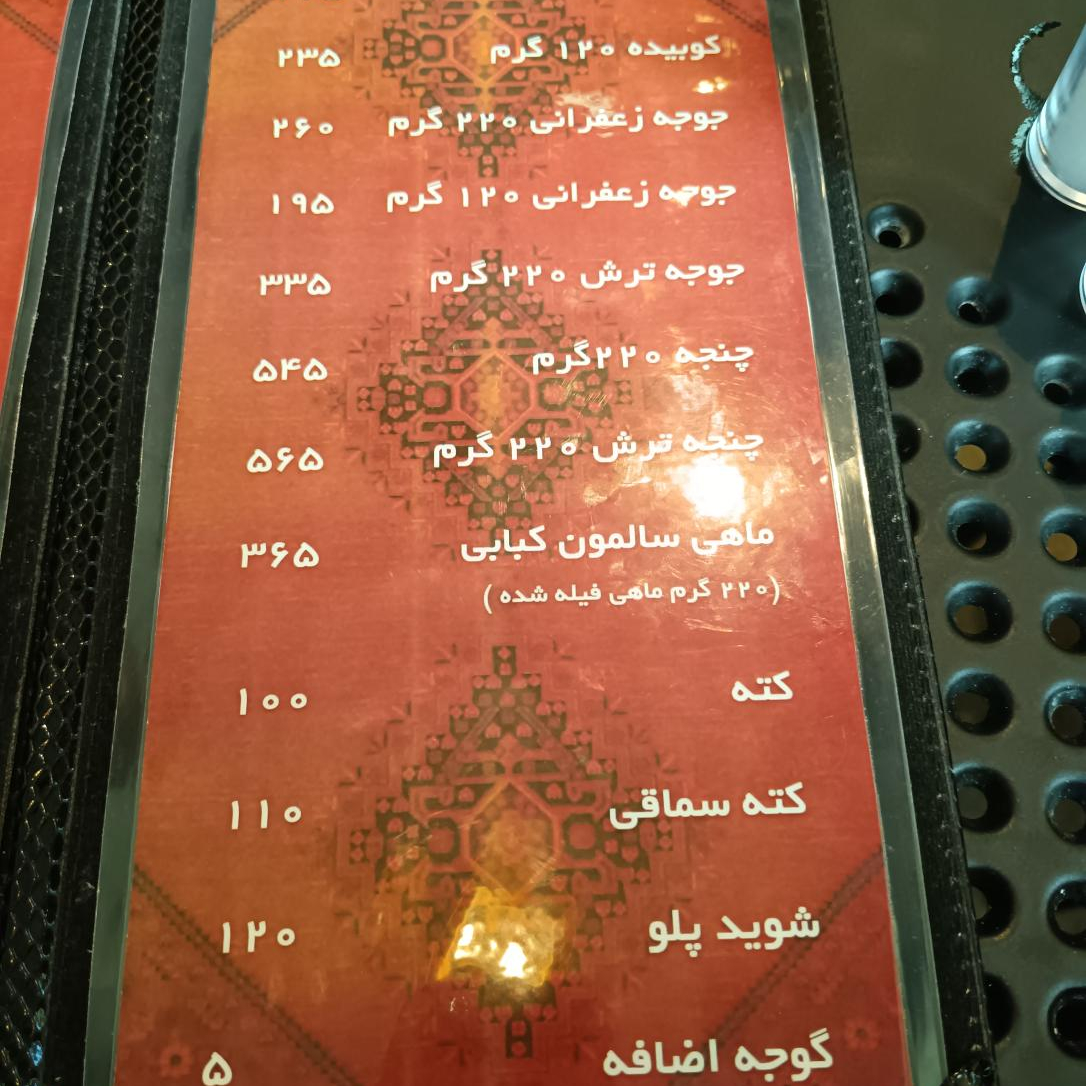 کوبیده ۱۲۰ گرم ۲۳۵
جوجه زعفرانی ۲۲۰ گرم ۲۶۰
جوجه زعفرانی ۱۲۰ گرم ۱۹۵
جوجه ترش ۲۲۰ گرم ۳۳۵
چنجه ۲۲۰گرم ۵۴۵
چنجه ترش ۲۲۰ گرم ۵۶۵
ماهی سالمون کبابی ۳۶۵
(۲۲۰ گرم ماهی فیله شده )
کته ۱۰۰
کته سماقی ۱۱۰
شوید پلو ۱۲۰
گوجه اضافه ۵